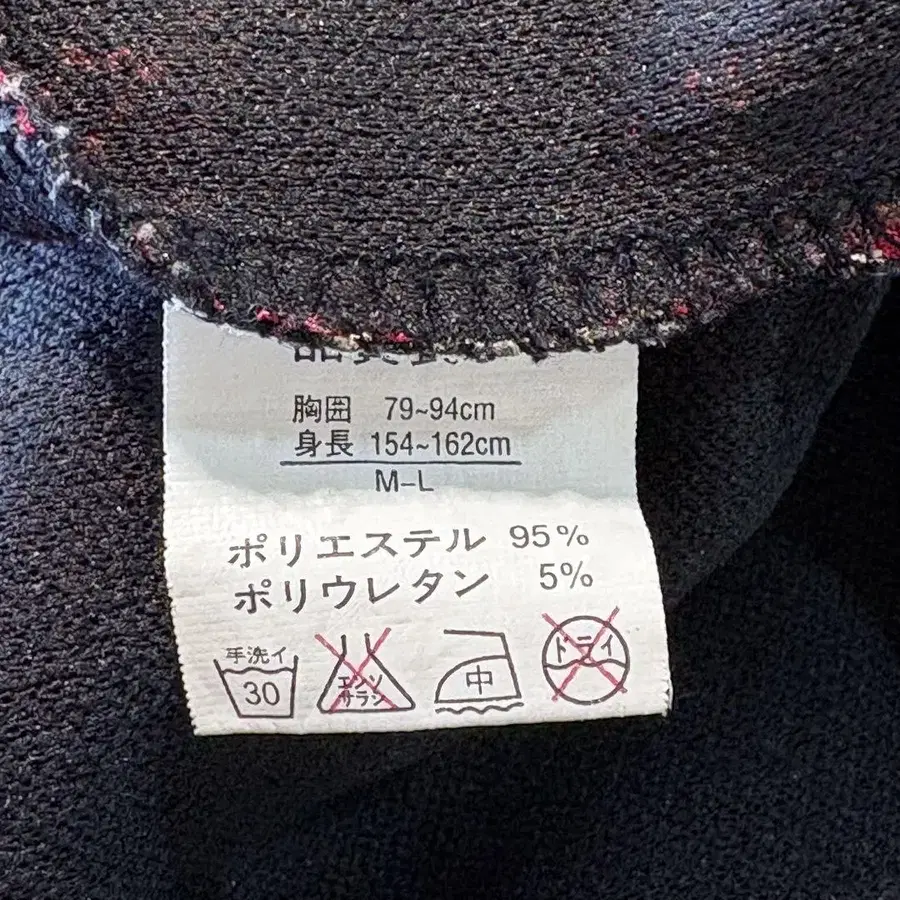 胸囲 79~94cm
身長 154~162cm
M-L
ポリエステル 95%
ポリウレタン 5%
手洗イ
30
エンソ
サラシ
中
ドライ